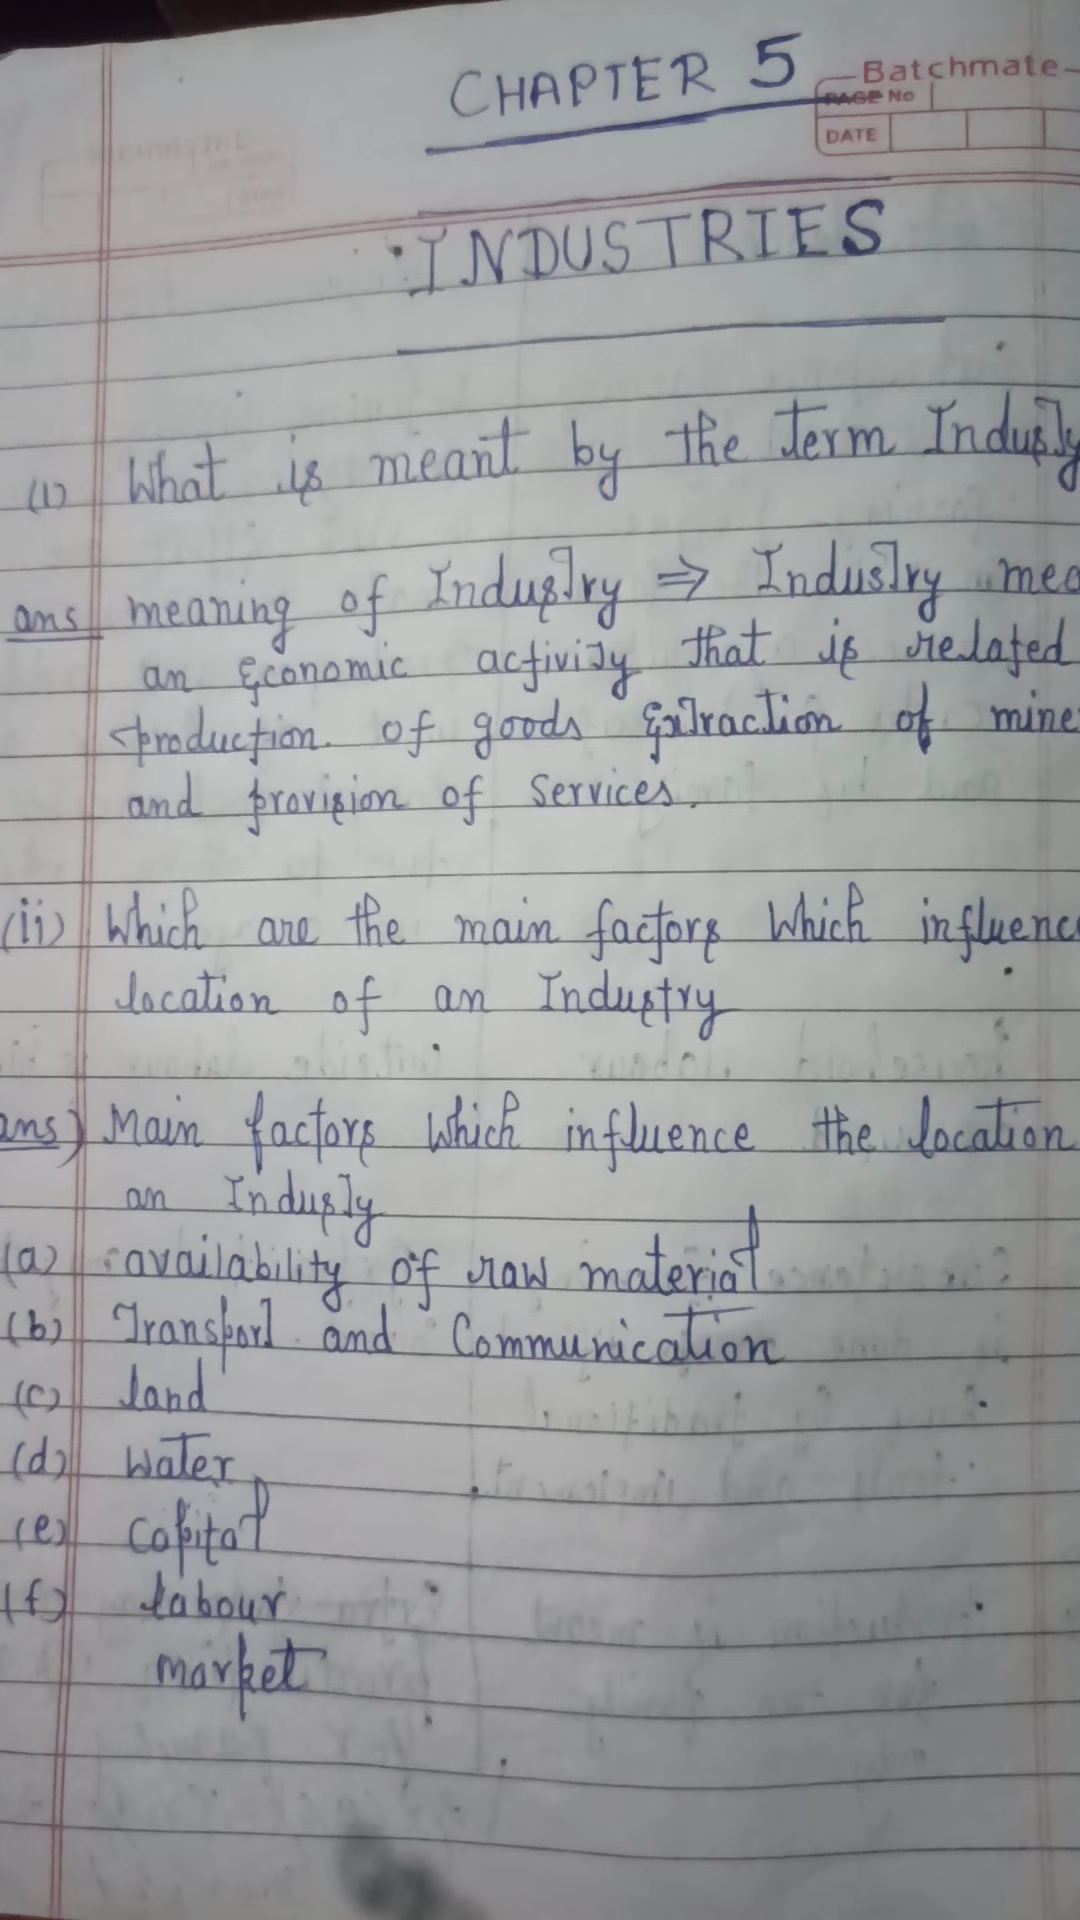 CHAPTER 5
Batchmate
PAGE No
DATE
INDUSTRIES
(i) What is meant by the term Industy
ans meaning of Industry ⇒ Industry mea
an Economic activity that is related
production. of goods Extraction of mine
and provision of Services.
(ii) Which are the main factors which influenc
location of an Industry
ans) Main factors which influence the location
an Industy
(a) availability of raw material
(b) Transport and Communication
(c) land
(d) water
(e) Capital
(f) labour
market